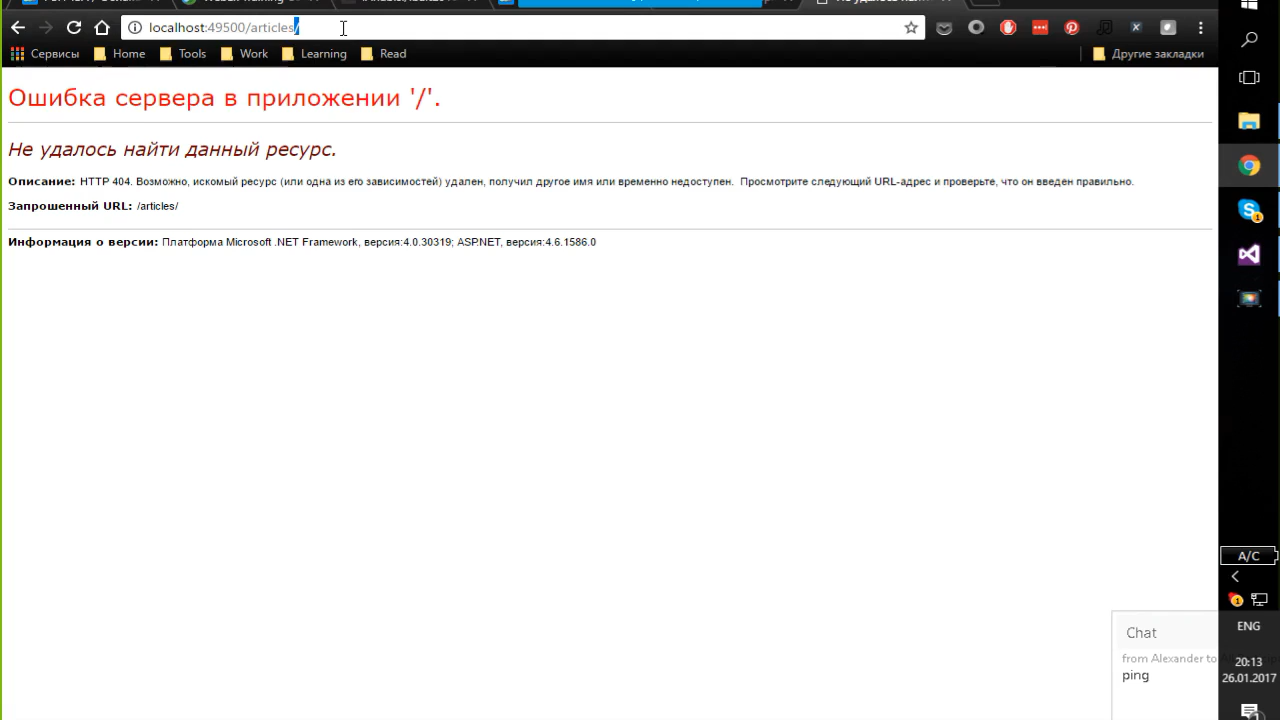 localhost:49500/articles/
Сервисы Home Tools Work Learning Read Другие закладки
Ошибка сервера в приложении '/'.
Не удалось найти данный ресурс.
Описание: HTTP 404. Возможно, искомый ресурс (или одна из его зависимостей) удален, получил другое имя или временно недоступен. Просмотрите следующий URL-адрес и проверьте, что он введен правильно.
Запрошенный URL: /articles/
Информация о версии: Платформа Microsoft .NET Framework, версия:4.0.30319; ASP.NET, версия:4.6.1586.0
A/C
ENG
Chat
from Alexander to
ping
20:13
26.01.2017